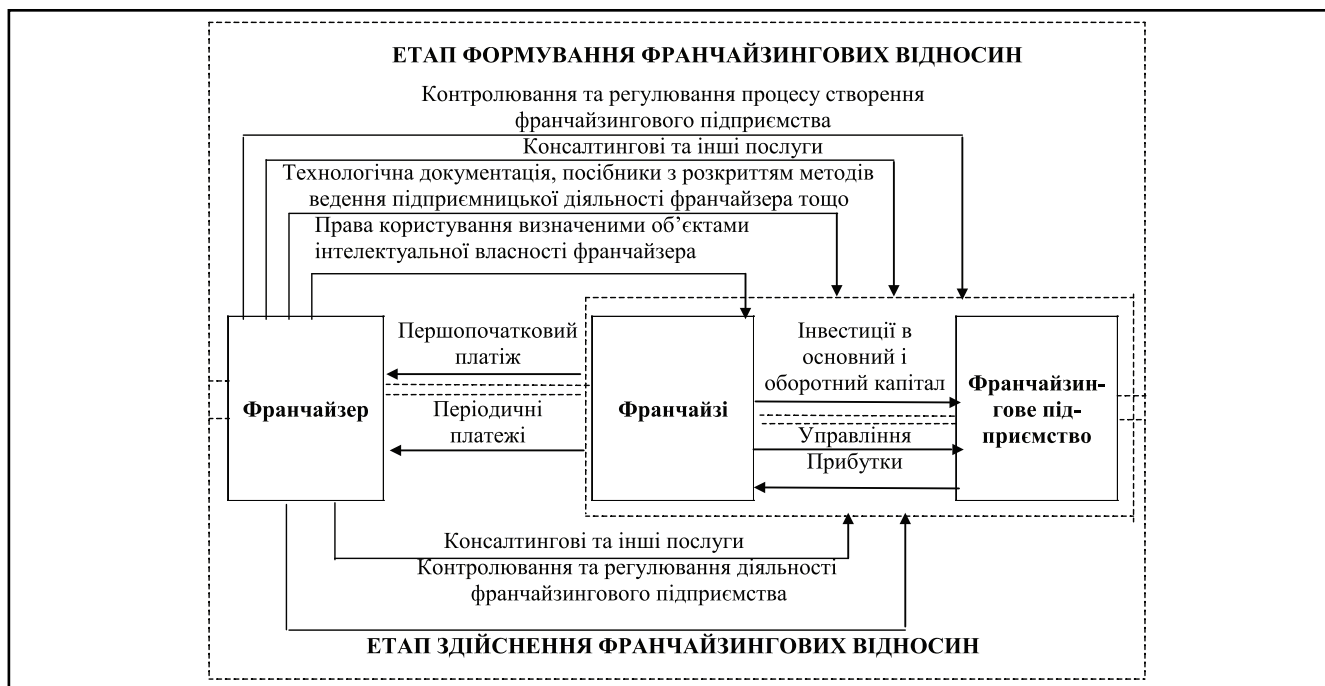 ЕТАП ФОРМУВАННЯ ФРАНЧАЙЗИНГОВИХ ВІДНОСИН
Контролювання та регулювання процесу створення
франчайзингового підприємства
Консалтингові та інші послуги
Технологічна документація, посібники з розкриттям методів
ведення підприємницької діяльності франчайзера тощо
Права користування визначеними об’єктами
інтелектуальної власності франчайзера
Франчайзер
Першопочатковий
платіж
Періодичні
платежі
Франчайзі
Інвестиції в
основний і
оборотний капітал
Управління
Прибутки
Франчайзин-
гове під-
приємство
Консалтингові та інші послуги
Контролювання та регулювання діяльності
франчайзингового підприємства
ЕТАП ЗДІЙСНЕННЯ ФРАНЧАЙЗИНГОВИХ ВІДНОСИН